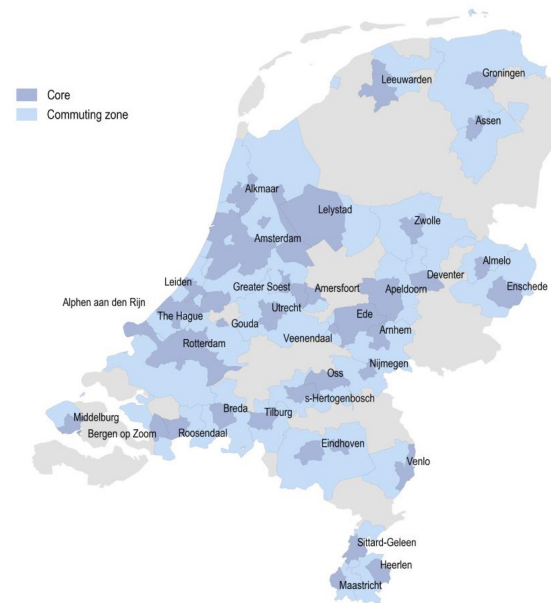 Core
Commuting zone
Leeuwarden
Groningen
Assen
Alkmaar
Lelystad
Zwolle
Amsterdam
Almelo
Deventer
Leiden
Greater Soest
Amersfoort
Apeldoorn
Enschede
Alphen aan den Rijn
Utrecht
The Hague
Gouda
Ede
Veenendaal
Arnhem
Rotterdam
Nijmegen
Oss
s-Hertogenbosch
Middelburg
Breda
Tilburg
Bergen op Zoom
Roosendaal
Eindhoven
Venlo
Sittard-Geleen
Heerlen
Maastricht